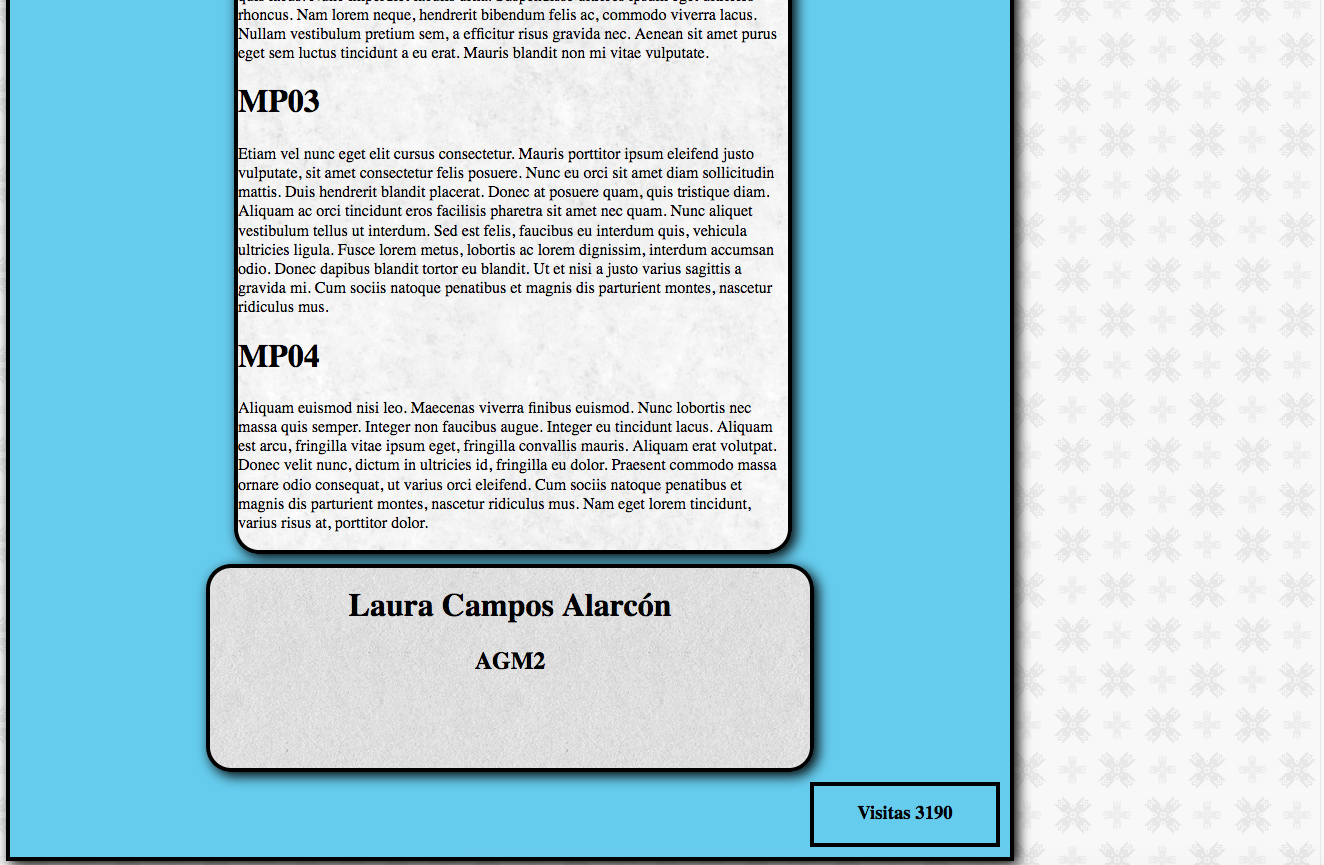 rhoncus. Nam lorem neque, hendrerit bibendum felis ac, commodo viverra lacus.
Nullam vestibulum pretium sem, a efficitur risus gravida nec. Aenean sit amet purus
eget sem luctus tincidunt a eu erat. Mauris blandit non mi vitae vulputate.
MP03
Etiam vel nunc eget elit cursus consectetur. Mauris porttitor ipsum eleifend justo
vulputate, sit amet consectetur felis posuere. Nunc eu orci sit amet diam sollicitudin
mattis. Duis hendrerit blandit placerat. Donec at posuere quam, quis tristique diam.
Aliquam ac orci tincidunt eros facilisis pharetra sit amet nec quam. Nunc aliquet
vestibulum tellus ut interdum. Sed est felis, faucibus eu interdum quis, vehicula
ultricies ligula. Fusce lorem metus, lobortis ac lorem dignissim, interdum accumsan
odio. Donec dapibus blandit tortor eu blandit. Ut et nisi a justo varius sagittis a
gravida mi. Cum sociis natoque penatibus et magnis dis parturient montes, nascetur
ridiculus mus.
MP04
Aliquam euismod nisi leo. Maecenas viverra finibus euismod. Nunc lobortis nec
massa quis semper. Integer non faucibus augue. Integer eu tincidunt lacus. Aliquam
est arcu, fringilla vitae ipsum eget, fringilla convallis mauris. Aliquam erat volutpat.
Donec velit nunc, dictum in ultricies id, fringilla eu dolor. Praesent commodo massa
ornare odio consequat, ut varius orci eleifend. Cum sociis natoque penatibus et
magnis dis parturient montes, nascetur ridiculus mus. Nam eget lorem tincidunt,
varius risus at, porttitor dolor.
Laura Campos Alarcón
AGM2
Visitas 3190